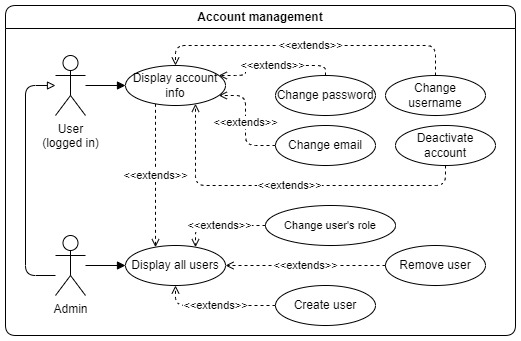 Account management
<<extends>>
Display account
info
<<extends>>
Change password
Change
username
User
(logged in)
<<extends>>
Change email
Deactivate
account
<<extends>>
<<extends>>
<<extends>>
Change user's role
Admin
Display all users
<<extends>>
Remove user
<<extends>>
Create user